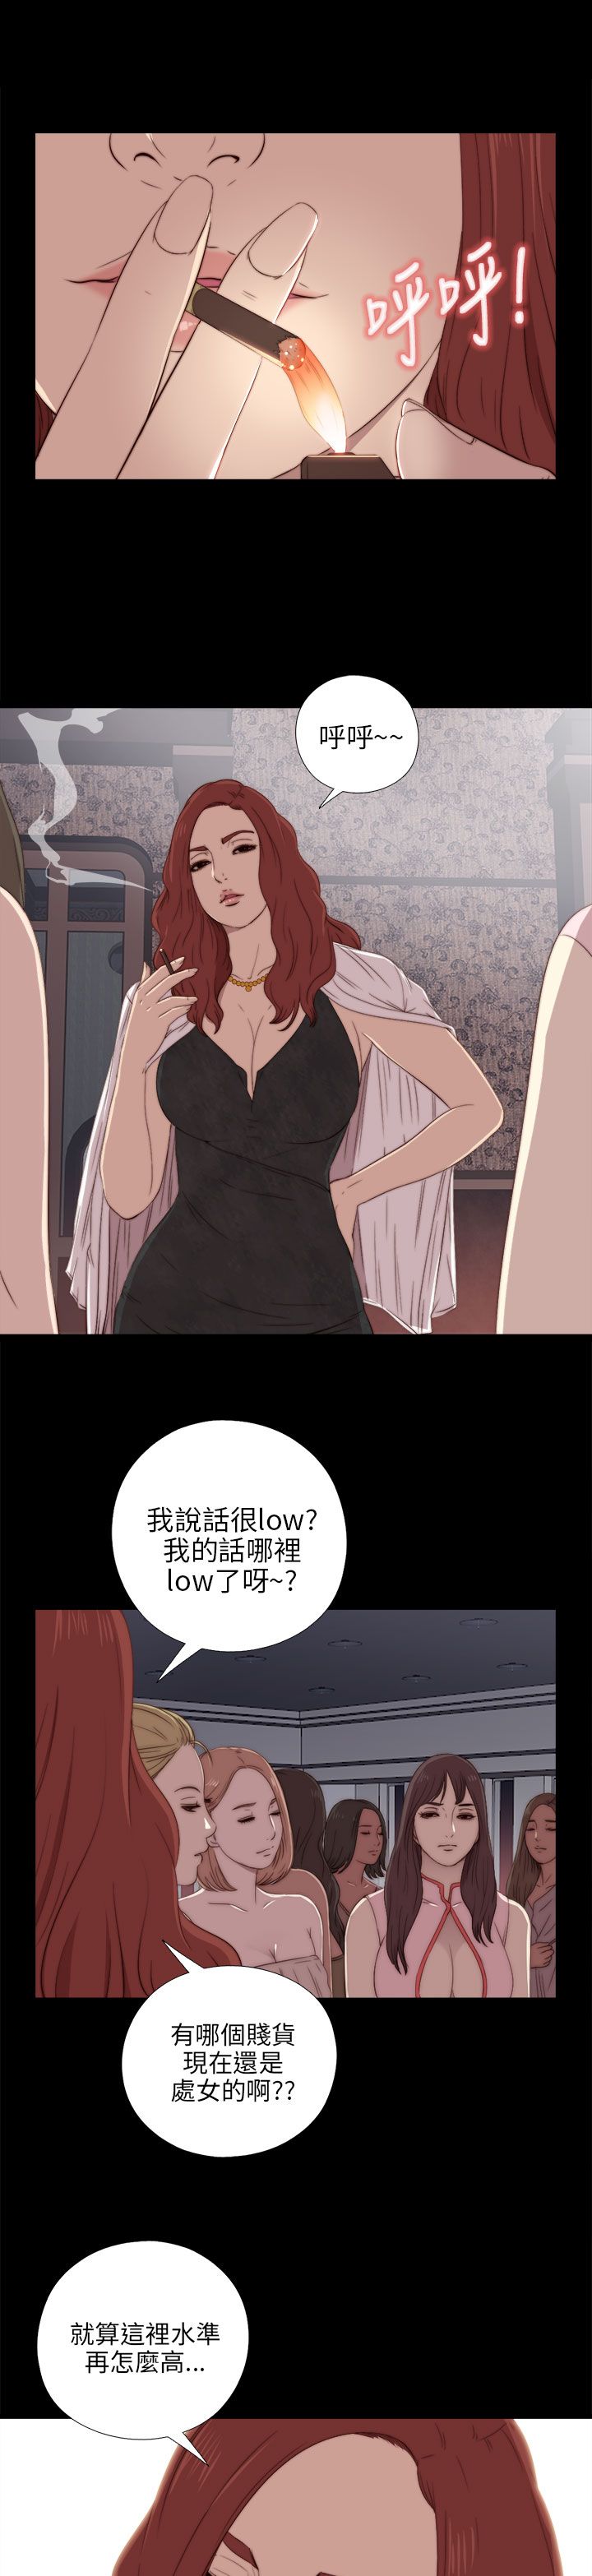 呼呼!
呼呼~~
我說話很low?
我的話哪裡
low了呀~?
有哪個賤貨
現在還是
處女的啊??
就算這裡水準
再怎麼高...